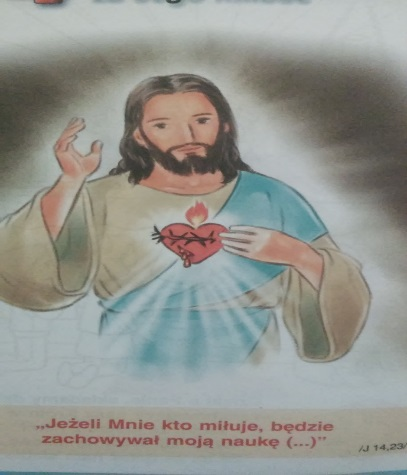 „Jeżeli Mnie kto miłuje, będzie
zachowywał moją naukę (...)”
/J 14,23/